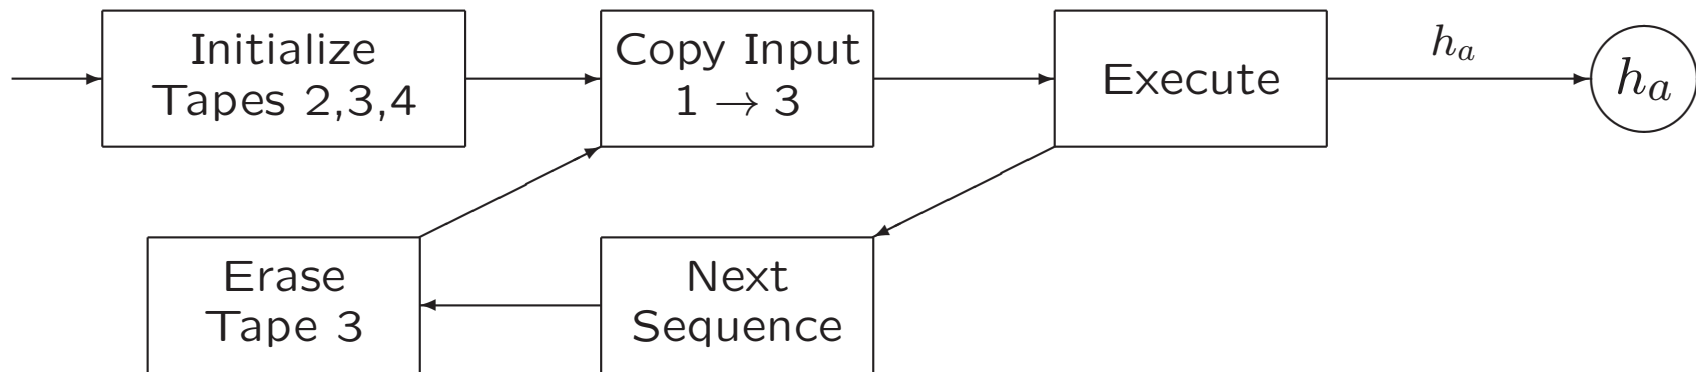 Initialize
Tapes 2,3,4
Copy Input
1 → 3
Execute
h_a
h_a
Erase
Tape 3
Next
Sequence